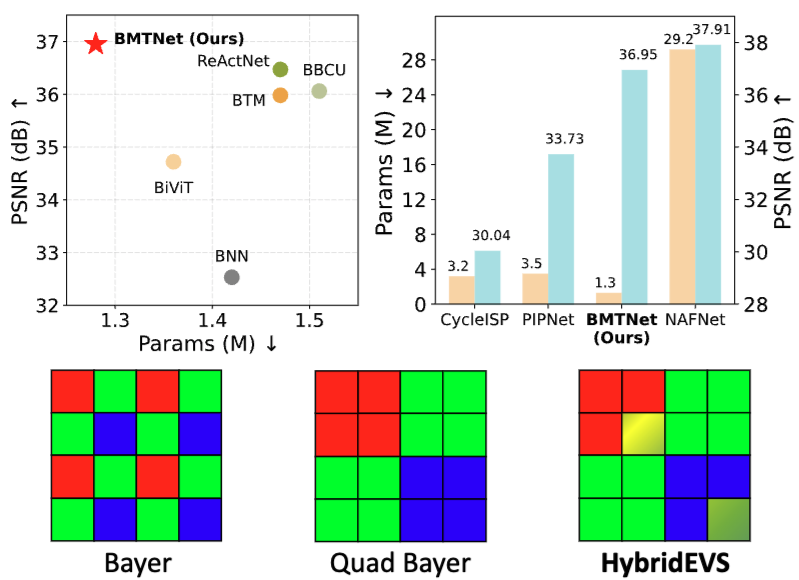 37
36
35
34
33
32
PSNR (dB) ↑
BMTNet (Ours)
ReActNet
BBCU
BTM
BiViT
BNN
1.3 1.4 1.5
Params (M) ↓
28
24
20
16
12
8
4
0
Params (M) ↓
3.2
30.04
3.5
33.73
1.3
36.95
29.2
37.91
38
36
34
32
30
28
PSNR (dB) ↑
CycleISP PIPNet BMTNet NAFNet
(Ours)
Bayer Quad Bayer HybridEVS